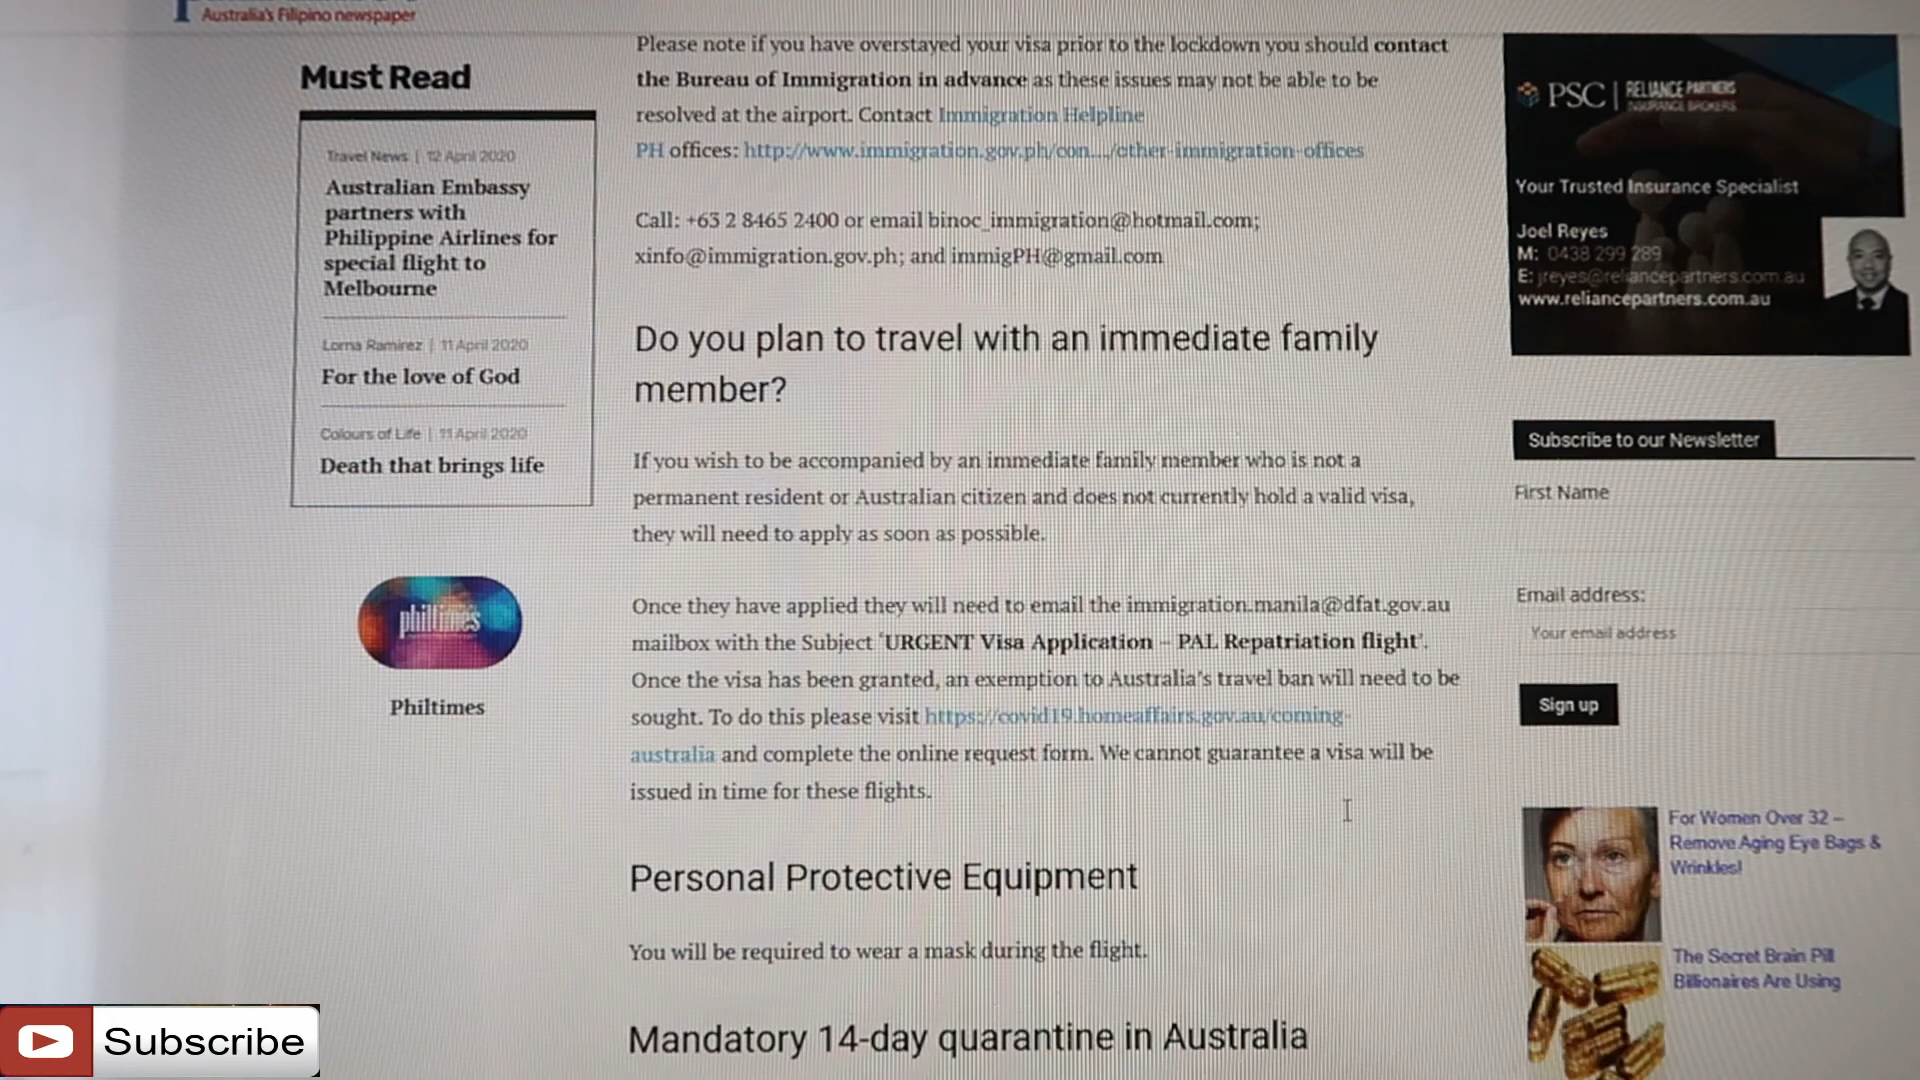 Australia's Filipino newspaper
Must Read
Travel News | 12 April 2020
Australian Embassy
partners with
Philippine Airlines for
special flight to
Melbourne
Lorna Ramirez | 11 April 2020
For the love of God
Colours of Life | 11 April 2020
Death that brings life
philtimes
Philtimes
Please note if you have overstayed your visa prior to the lockdown you should contact
the Bureau of Immigration in advance as these issues may not be able to be
resolved at the airport. Contact Immigration Helpline
PH offices: http://www.immigration.gov.ph/con.../other-immigration-offices
Call: +63 2 8465 2400 or email binoc_immigration@hotmail.com;
xinfo@immigration.gov.ph; and immigPH@gmail.com
Do you plan to travel with an immediate family
member?
If you wish to be accompanied by an immediate family member who is not a
permanent resident or Australian citizen and does not currently hold a valid visa,
they will need to apply as soon as possible.
Once they have applied they will need to email the immigration.manila@dfat.gov.au
mailbox with the Subject 'URGENT Visa Application – PAL Repatriation flight'.
Once the visa has been granted, an exemption to Australia's travel ban will need to be
sought. To do this please visit https://covid19.homeaffairs.gov.au/coming-
australia and complete the online request form. We cannot guarantee a visa will be
issued in time for these flights.
Personal Protective Equipment
You will be required to wear a mask during the flight.
Mandatory 14-day quarantine in Australia
PSC | RELIANCE PARTNERS
INSURANCE BROKERS
Your Trusted Insurance Specialist
Joel Reyes
M: 0438 299 289
E: jreyes@reliancepartners.com.au
www.reliancepartners.com.au
Subscribe to our Newsletter
First Name
Email address:
Your email address
Sign up
For Women Over 32 –
Remove Aging Eye Bags &
Wrinkles!
The Secret Brain Pill
Billionaires Are Using
Subscribe